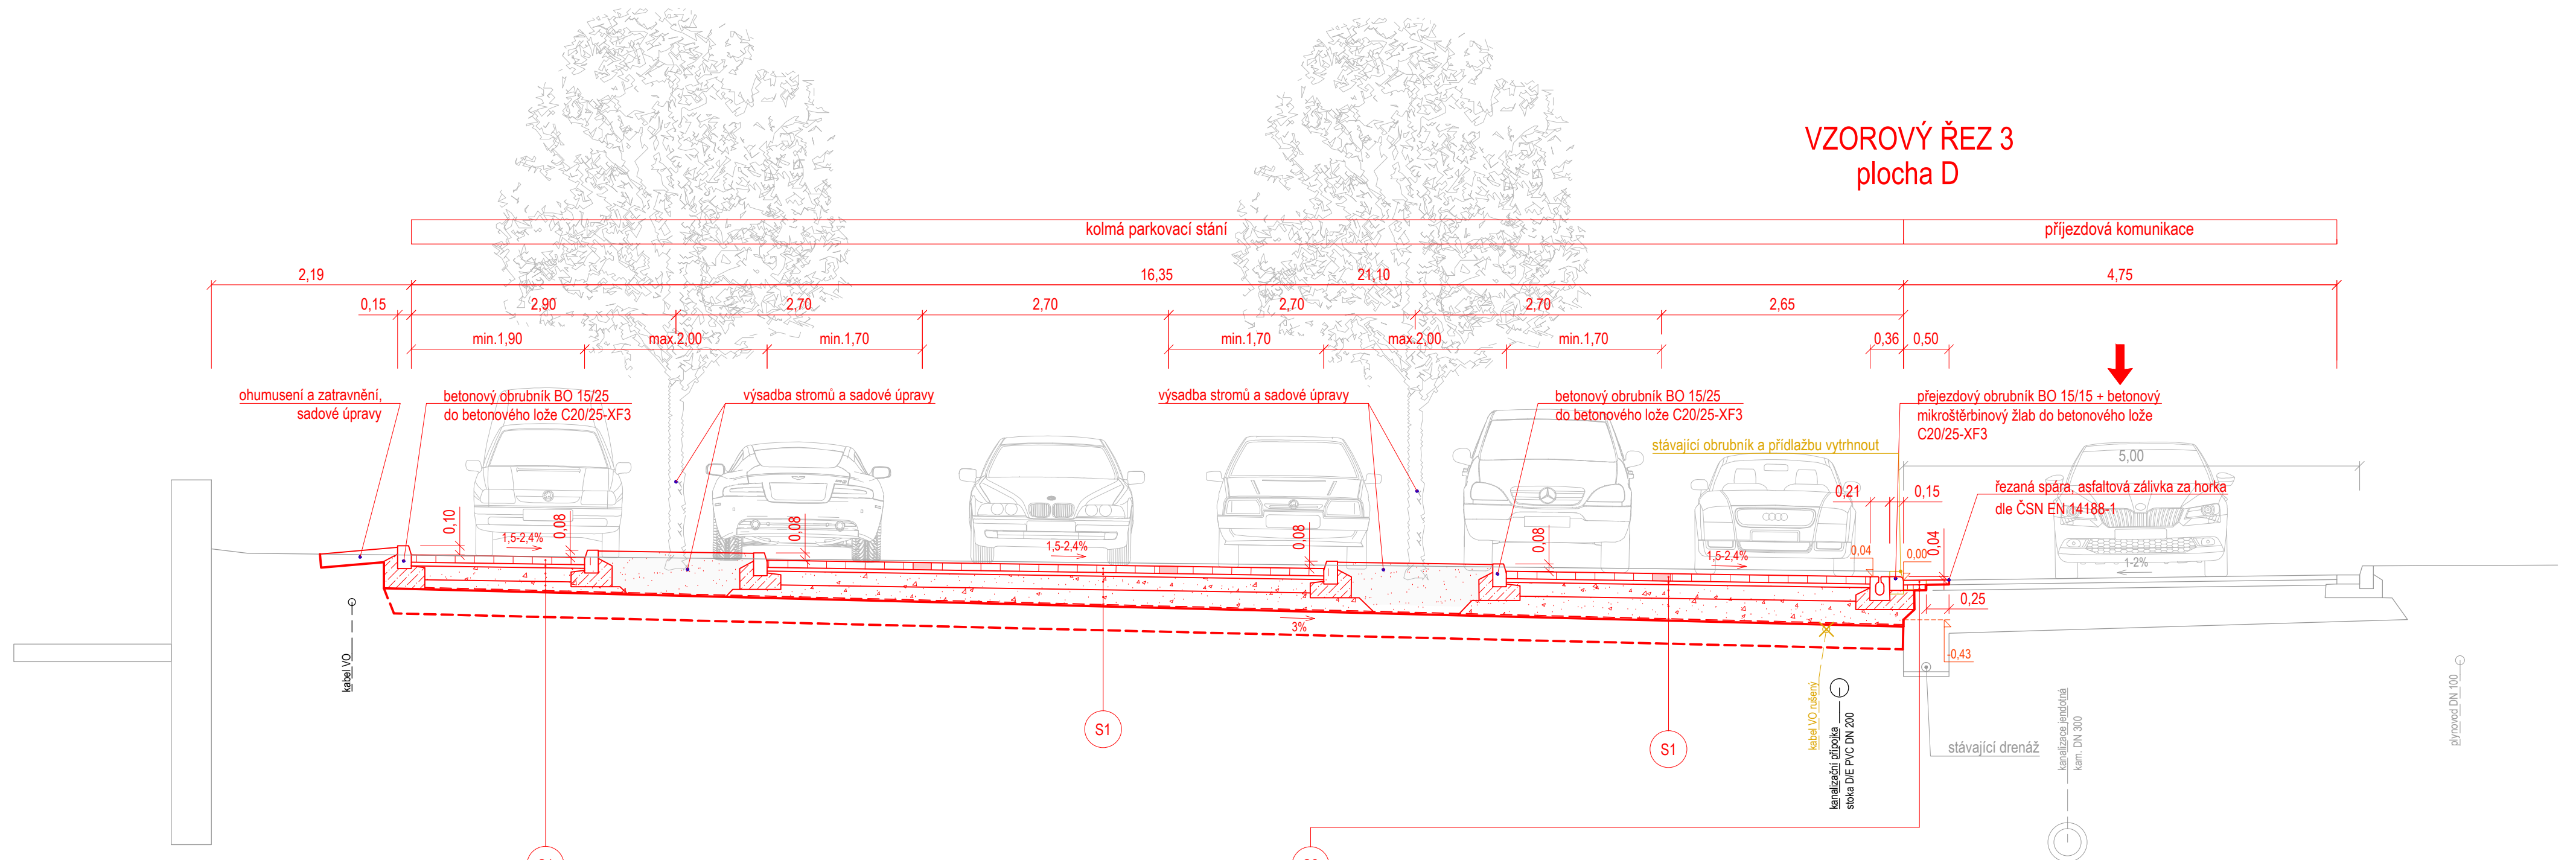 VZOROVÝ ŘEZ 3
plocha D
kolmá parkovací stání
příjezdová komunikace
2,19
16,35
21,10
4,75
0,15
2,90
2,70
2,70
2,70
2,70
2,65
min.1,90
max.2,00
min.1,70
min.1,70
max.2,00
min.1,70
0,36
0,50
ohumusení a zatravnění,
sadové úpravy
betonový obrubník BO 15/25
do betonového lože C20/25-XF3
výsadba stromů a sadové úpravy
výsadba stromů a sadové úpravy
betonový obrubník BO 15/25
do betonového lože C20/25-XF3
přejezdový obrubník BO 15/15 + betonový
mikroštěrbinový žlab do betonového lože
C20/25-XF3
stávající obrubník a přídlažbu vytrhnout
5,00
0,21
0,15
řezaná spára, asfaltová zálivka za horka
dle ČSN EN 14188-1
0,10
1,5-2,4%
0,08
0,08
1,5-2,4%
0,08
0,08
1,5-2,4%
0,04
0,00
0,04
1-2%
0,25
3%
-0,43
kabel VO
S1
S1
kabel VO rušený
kanalizační přípojka
stoka D/E PVC DN 200
stávající drenáž
kanalizace jendotná
kam. DN 300
plynovod DN 100